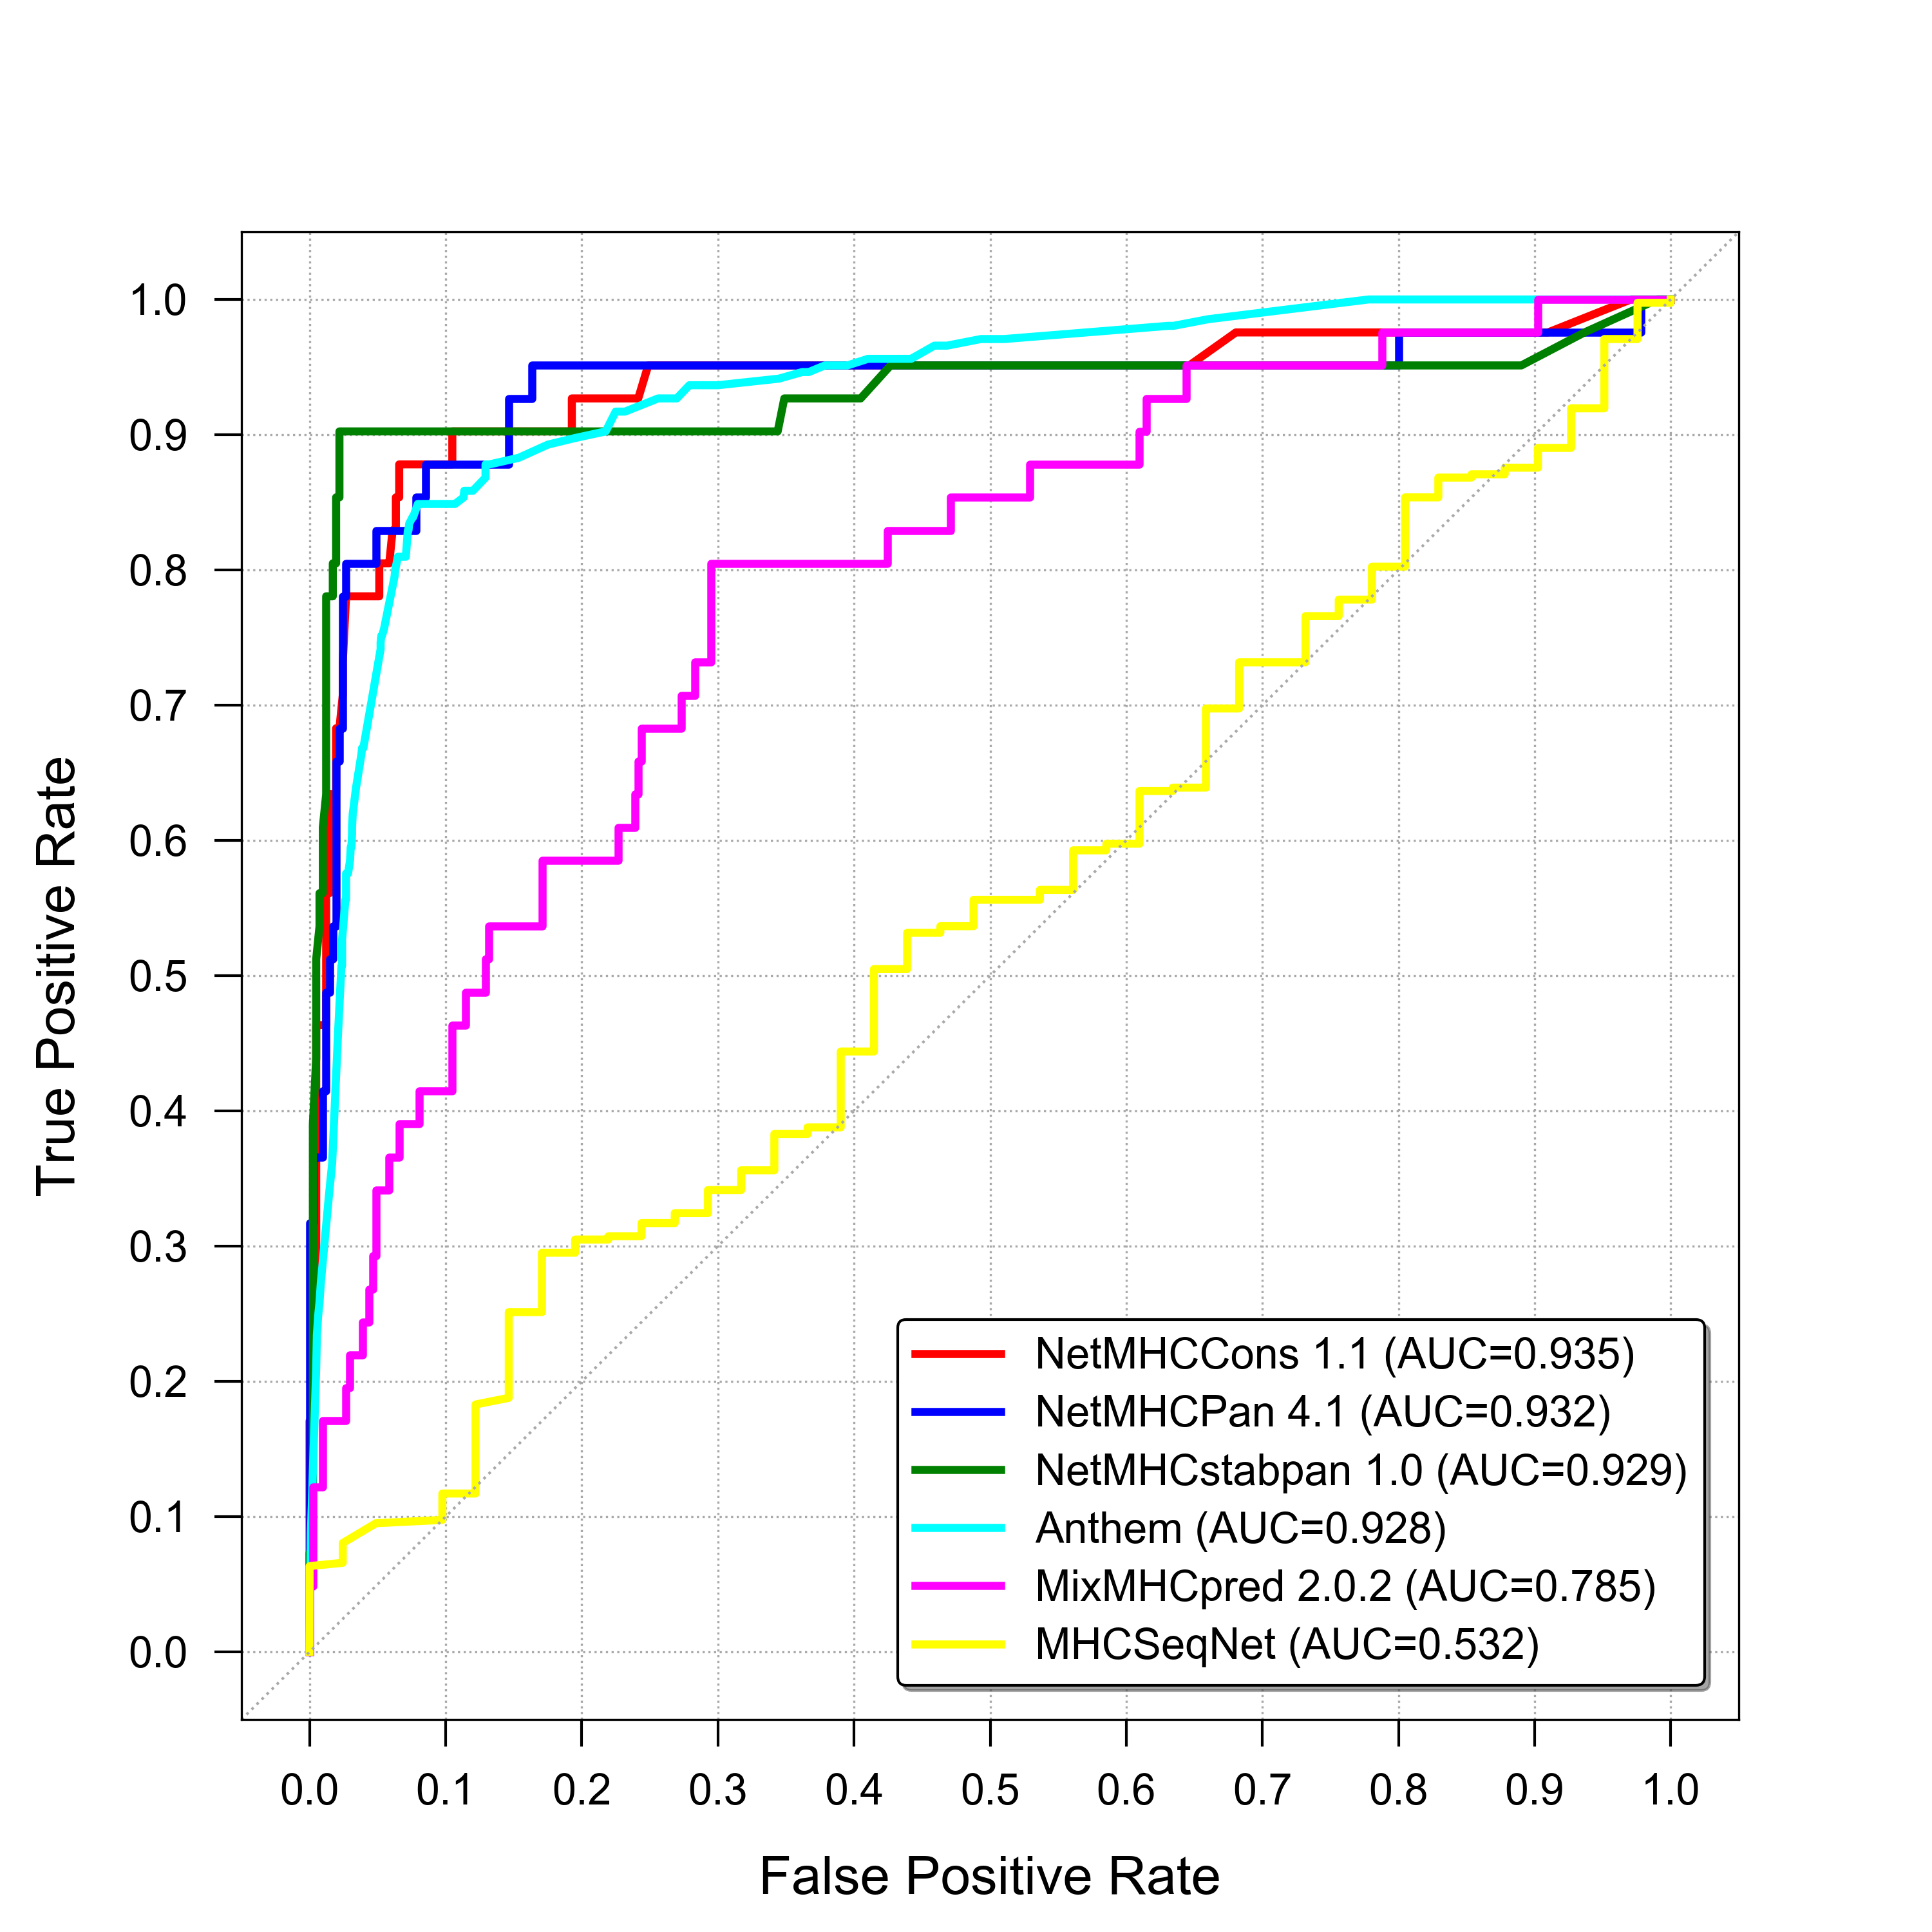 1.0
0.9
0.8
0.7
0.6
0.5
0.4
0.3
0.2
0.1
0.0
True Positive Rate
NetMHCCons 1.1 (AUC=0.935)
NetMHCPan 4.1 (AUC=0.932)
NetMHCstabpan 1.0 (AUC=0.929)
Anthem (AUC=0.928)
MixMHCpred 2.0.2 (AUC=0.785)
MHCSeqNet (AUC=0.532)
0.0 0.1 0.2 0.3 0.4 0.5 0.6 0.7 0.8 0.9 1.0
False Positive Rate